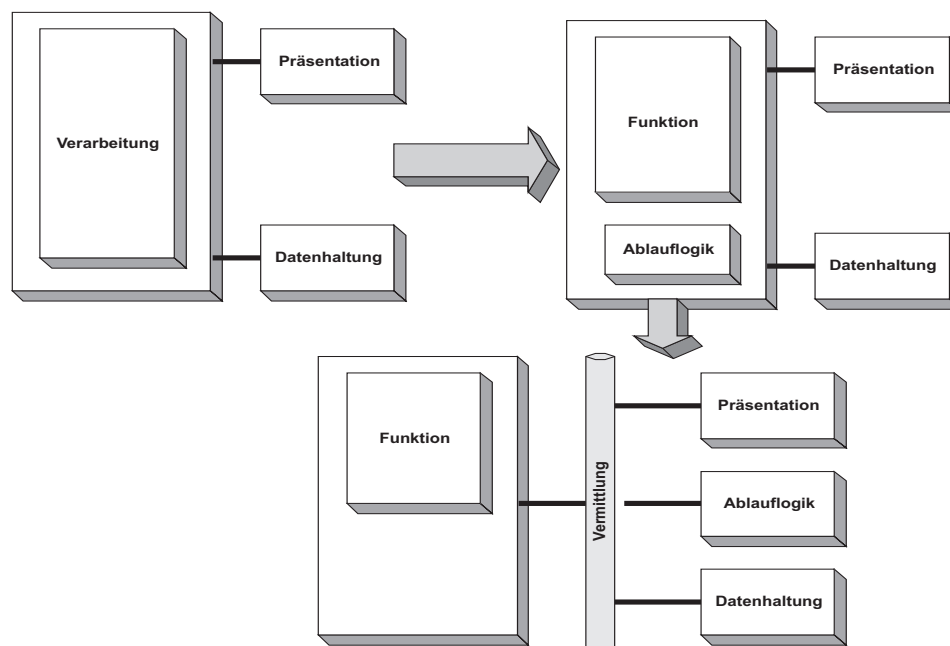 Verarbeitung
Präsentation
Datenhaltung
Funktion
Ablauflogik
Präsentation
Datenhaltung
Funktion
Vermittlung
Präsentation
Ablauflogik
Datenhaltung